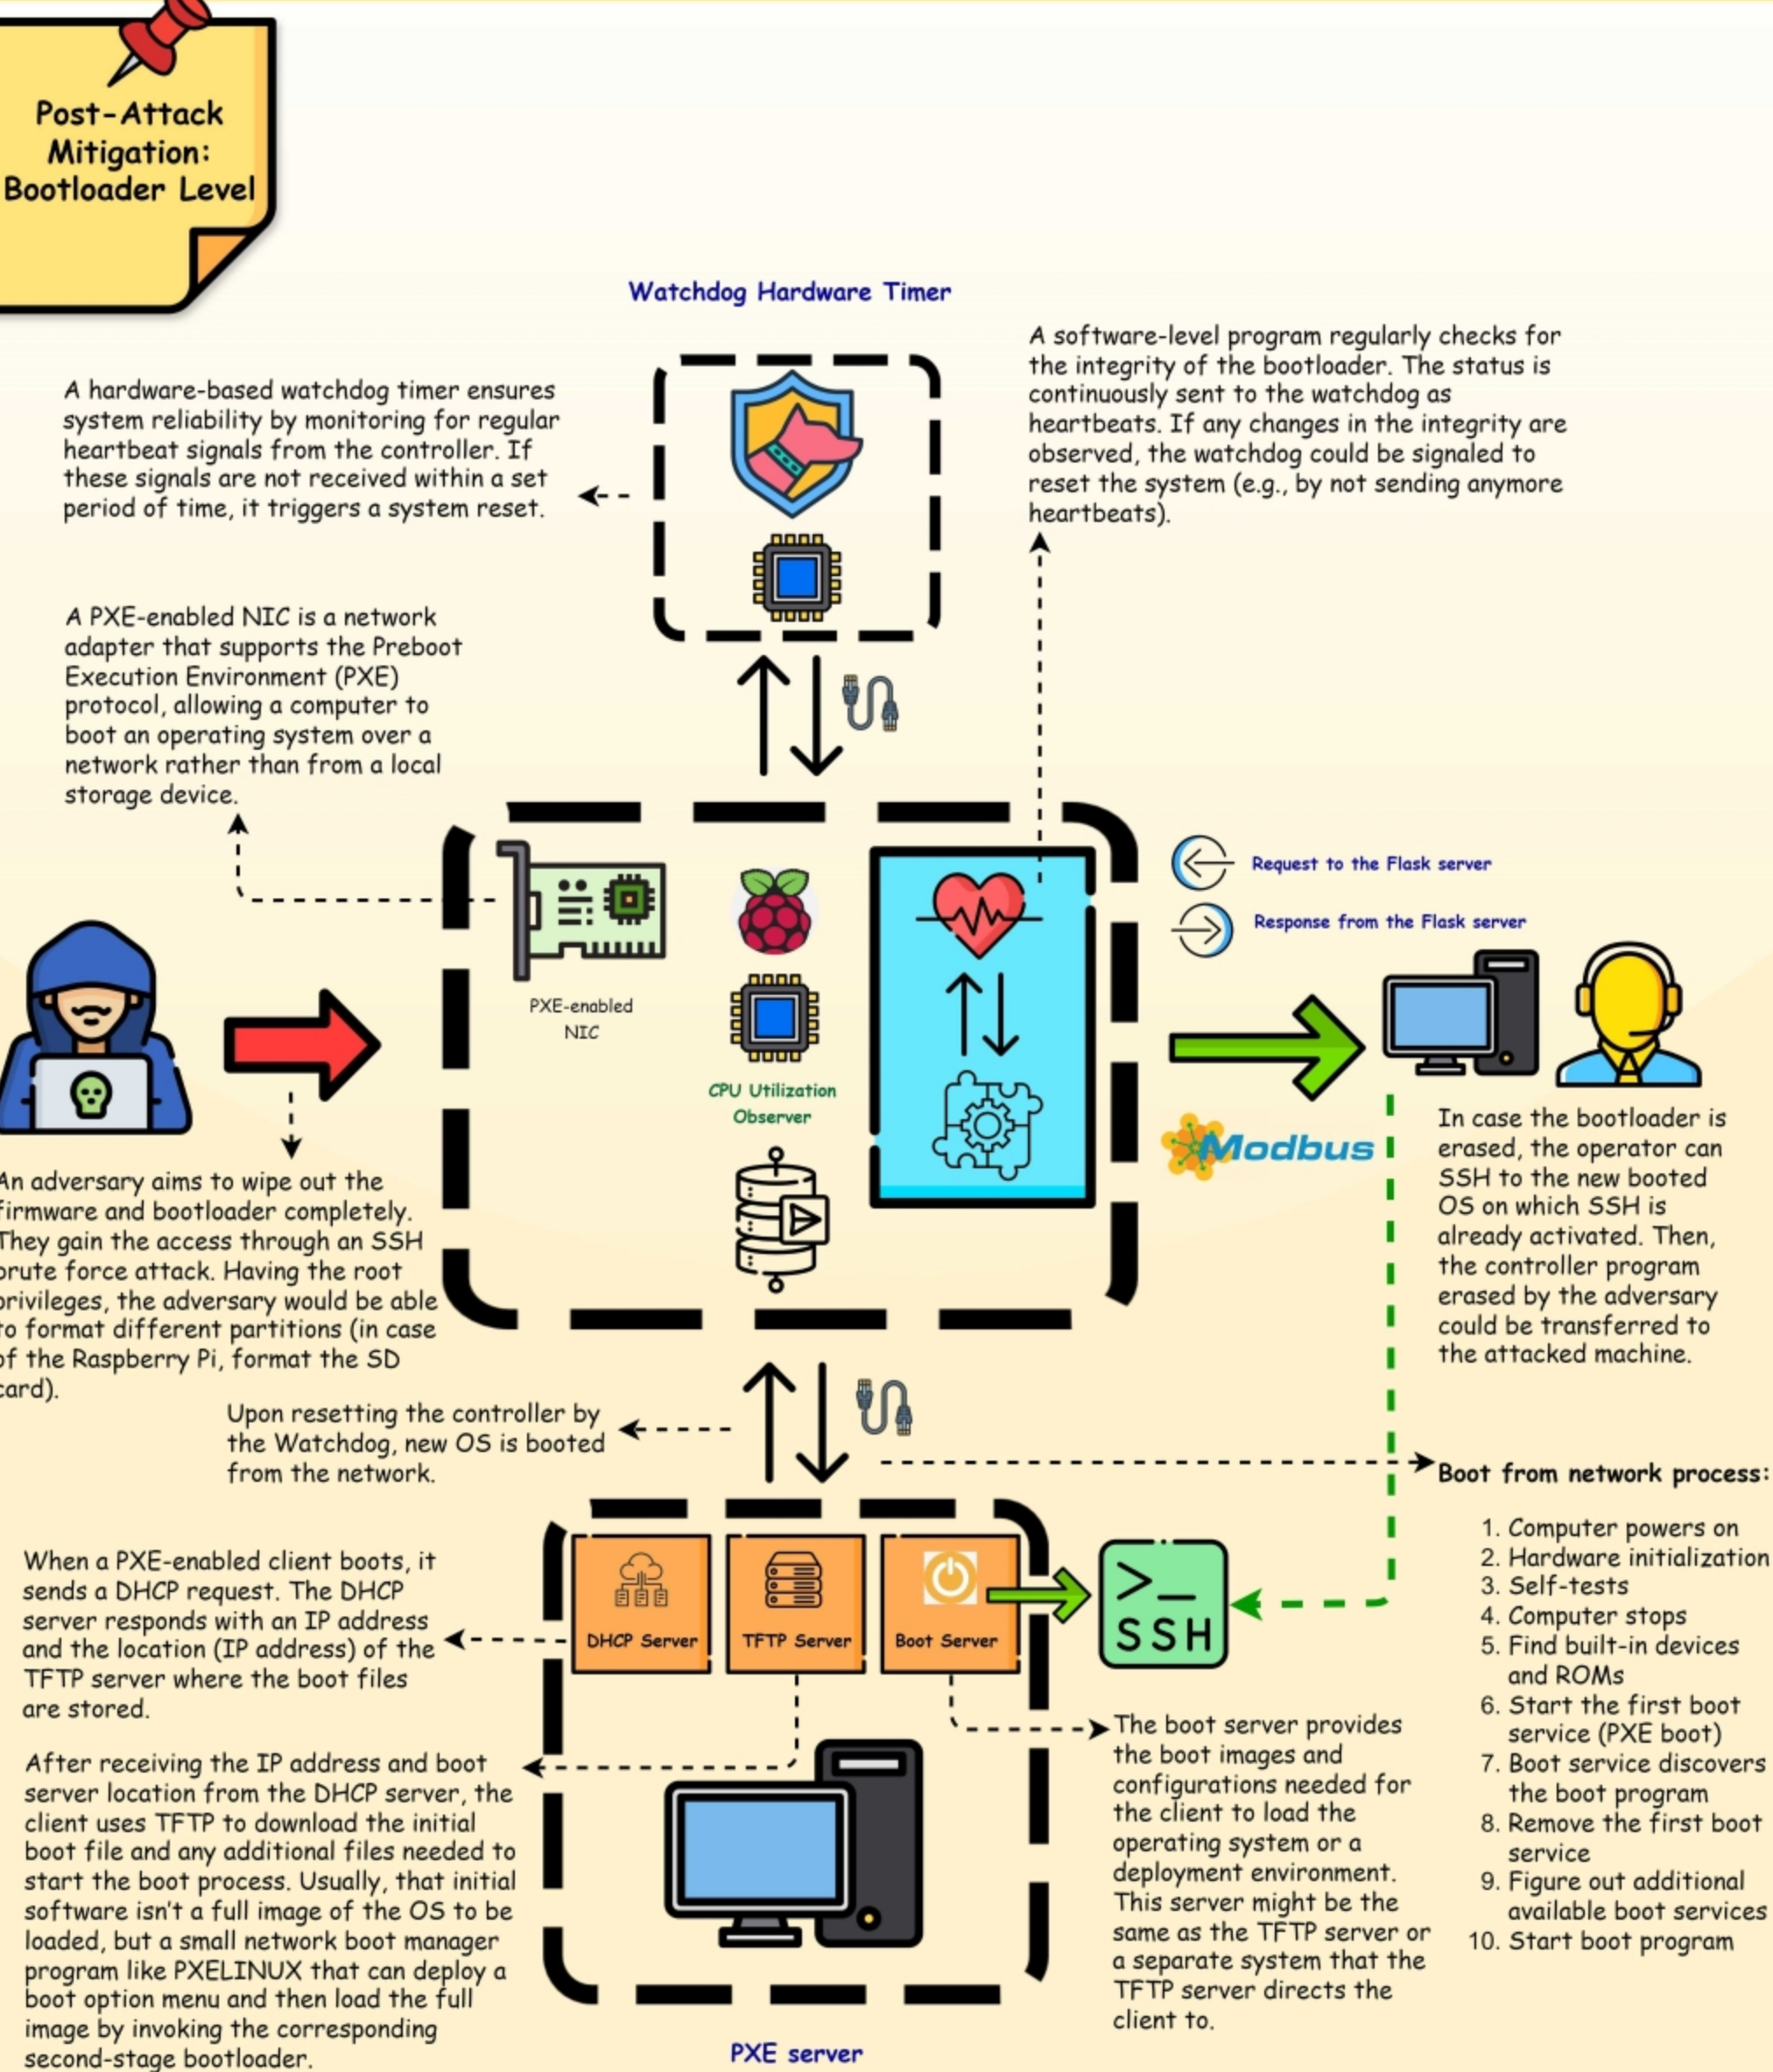 Post-Attack
Mitigation:
Bootloader Level
Watchdog Hardware Timer
A hardware-based watchdog timer ensures
system reliability by monitoring for regular
heartbeat signals from the controller. If
these signals are not received within a set
period of time, it triggers a system reset.
A software-level program regularly checks for
the integrity of the bootloader. The status is
continuously sent to the watchdog as
heartbeats. If any changes in the integrity are
observed, the watchdog could be signaled to
reset the system (e.g., by not sending anymore
heartbeats).
A PXE-enabled NIC is a network
adapter that supports the Preboot
Execution Environment (PXE)
protocol, allowing a computer to
boot an operating system over a
network rather than from a local
storage device.
PXE-enabled
NIC
CPU Utilization
Observer
Request to the Flask server
Response from the Flask server
Modbus
An adversary aims to wipe out the
firmware and bootloader completely.
They gain the access through an SSH
brute force attack. Having the root
privileges, the adversary would be able
to format different partitions (in case
of the Raspberry Pi, format the SD
card).
In case the bootloader is
erased, the operator can
SSH to the new booted
OS on which SSH is
already activated. Then,
the controller program
erased by the adversary
could be transferred to
the attacked machine.
Upon resetting the controller by
the Watchdog, new OS is booted
from the network.
Boot from network process:
1. Computer powers on
2. Hardware initialization
3. Self-tests
4. Computer stops
5. Find built-in devices
and ROMs
6. Start the first boot
service (PXE boot)
7. Boot service discovers
the boot program
8. Remove the first boot
service
9. Figure out additional
available boot services
10. Start boot program
When a PXE-enabled client boots, it
sends a DHCP request. The DHCP
server responds with an IP address
and the location (IP address) of the
TFTP server where the boot files
are stored.
DHCP Server
TFTP Server
Boot Server
>_
SSH
After receiving the IP address and boot
server location from the DHCP server, the
client uses TFTP to download the initial
boot file and any additional files needed to
start the boot process. Usually, that initial
software isn't a full image of the OS to be
loaded, but a small network boot manager
program like PXELINUX that can deploy a
boot option menu and then load the full
image by invoking the corresponding
second-stage bootloader.
The boot server provides
the boot images and
configurations needed for
the client to load the
operating system or a
deployment environment.
This server might be the
same as the TFTP server or
a separate system that the
TFTP server directs the
client to.
PXE server